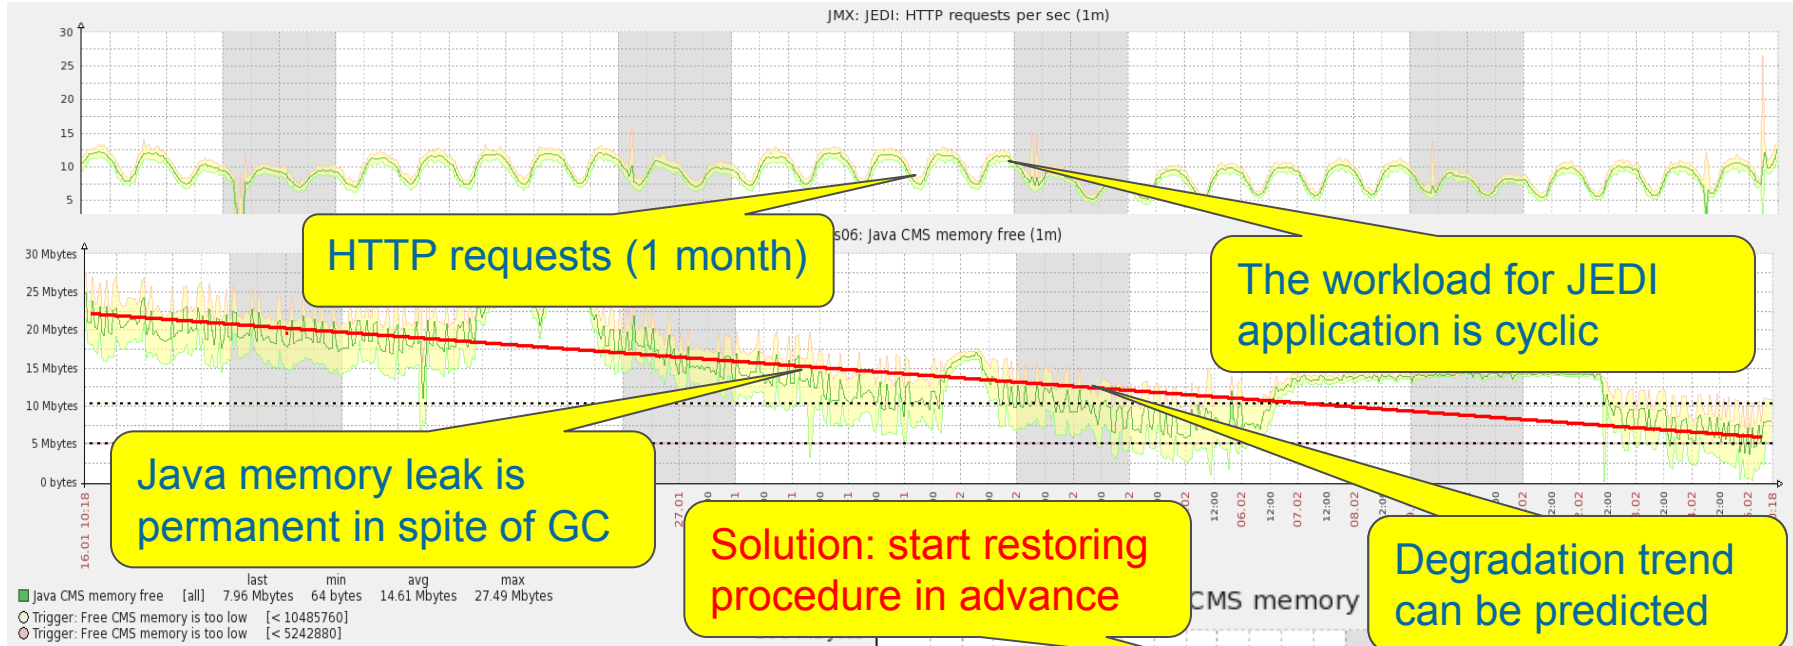 JMX: JEDI: HTTP requests per sec (1m)
30
25
20
15
10
5
HTTP requests (1 month)
s06: Java CMS memory free (1m)
The workload for JEDI
application is cyclic
30 Mbytes
25 Mbytes
20 Mbytes
15 Mbytes
10 Mbytes
5 Mbytes
0 bytes
Java memory leak is
permanent in spite of GC
16.01 10:18
27.01
12:00
06.02
12:00
07.02
12:00
08.02
Solution: start restoring
procedure in advance
Degradation trend
can be predicted
CMS memory
last min avg max
Java CMS memory free [all] 7.96 Mbytes 64 bytes 14.61 Mbytes 27.49 Mbytes
Trigger: Free CMS memory is too low [< 10485760]
Trigger: Free CMS memory is too low [< 5242880]